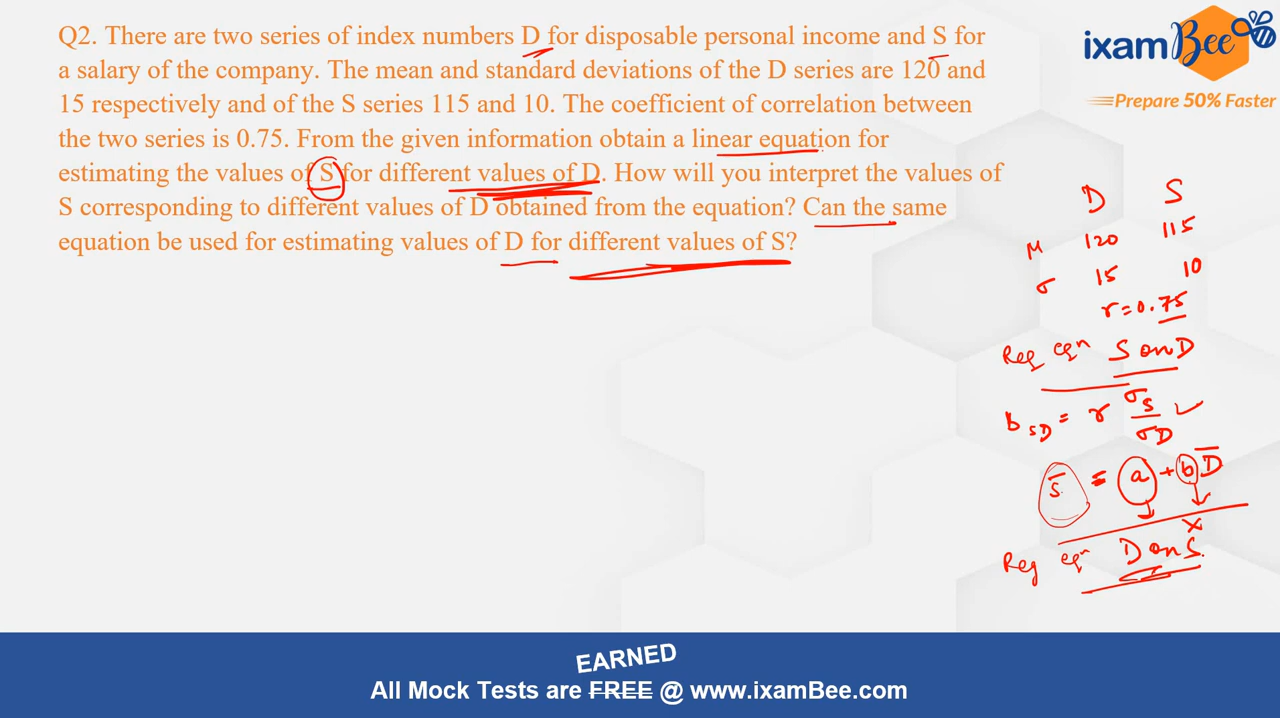 Q2. There are two series of index numbers D for disposable personal income and S for
a salary of the company. The mean and standard deviations of the D series are 120 and
15 respectively and of the S series 115 and 10. The coefficient of correlation between
the two series is 0.75. From the given information obtain a linear equation for
estimating the values of S for different values of D. How will you interpret the values of
S corresponding to different values of D obtained from the equation? Can the same
equation be used for estimating values of D for different values of S?
ixamBee
Prepare 50% Faster
D S
M 120 115
σ 15 10
r = 0.75
Reg eqn S on D
b SD = r σS / σD
S̅ = a + b D̅
x
Reg eqn D on S.
EARNED
All Mock Tests are FREE @ www.ixamBee.com